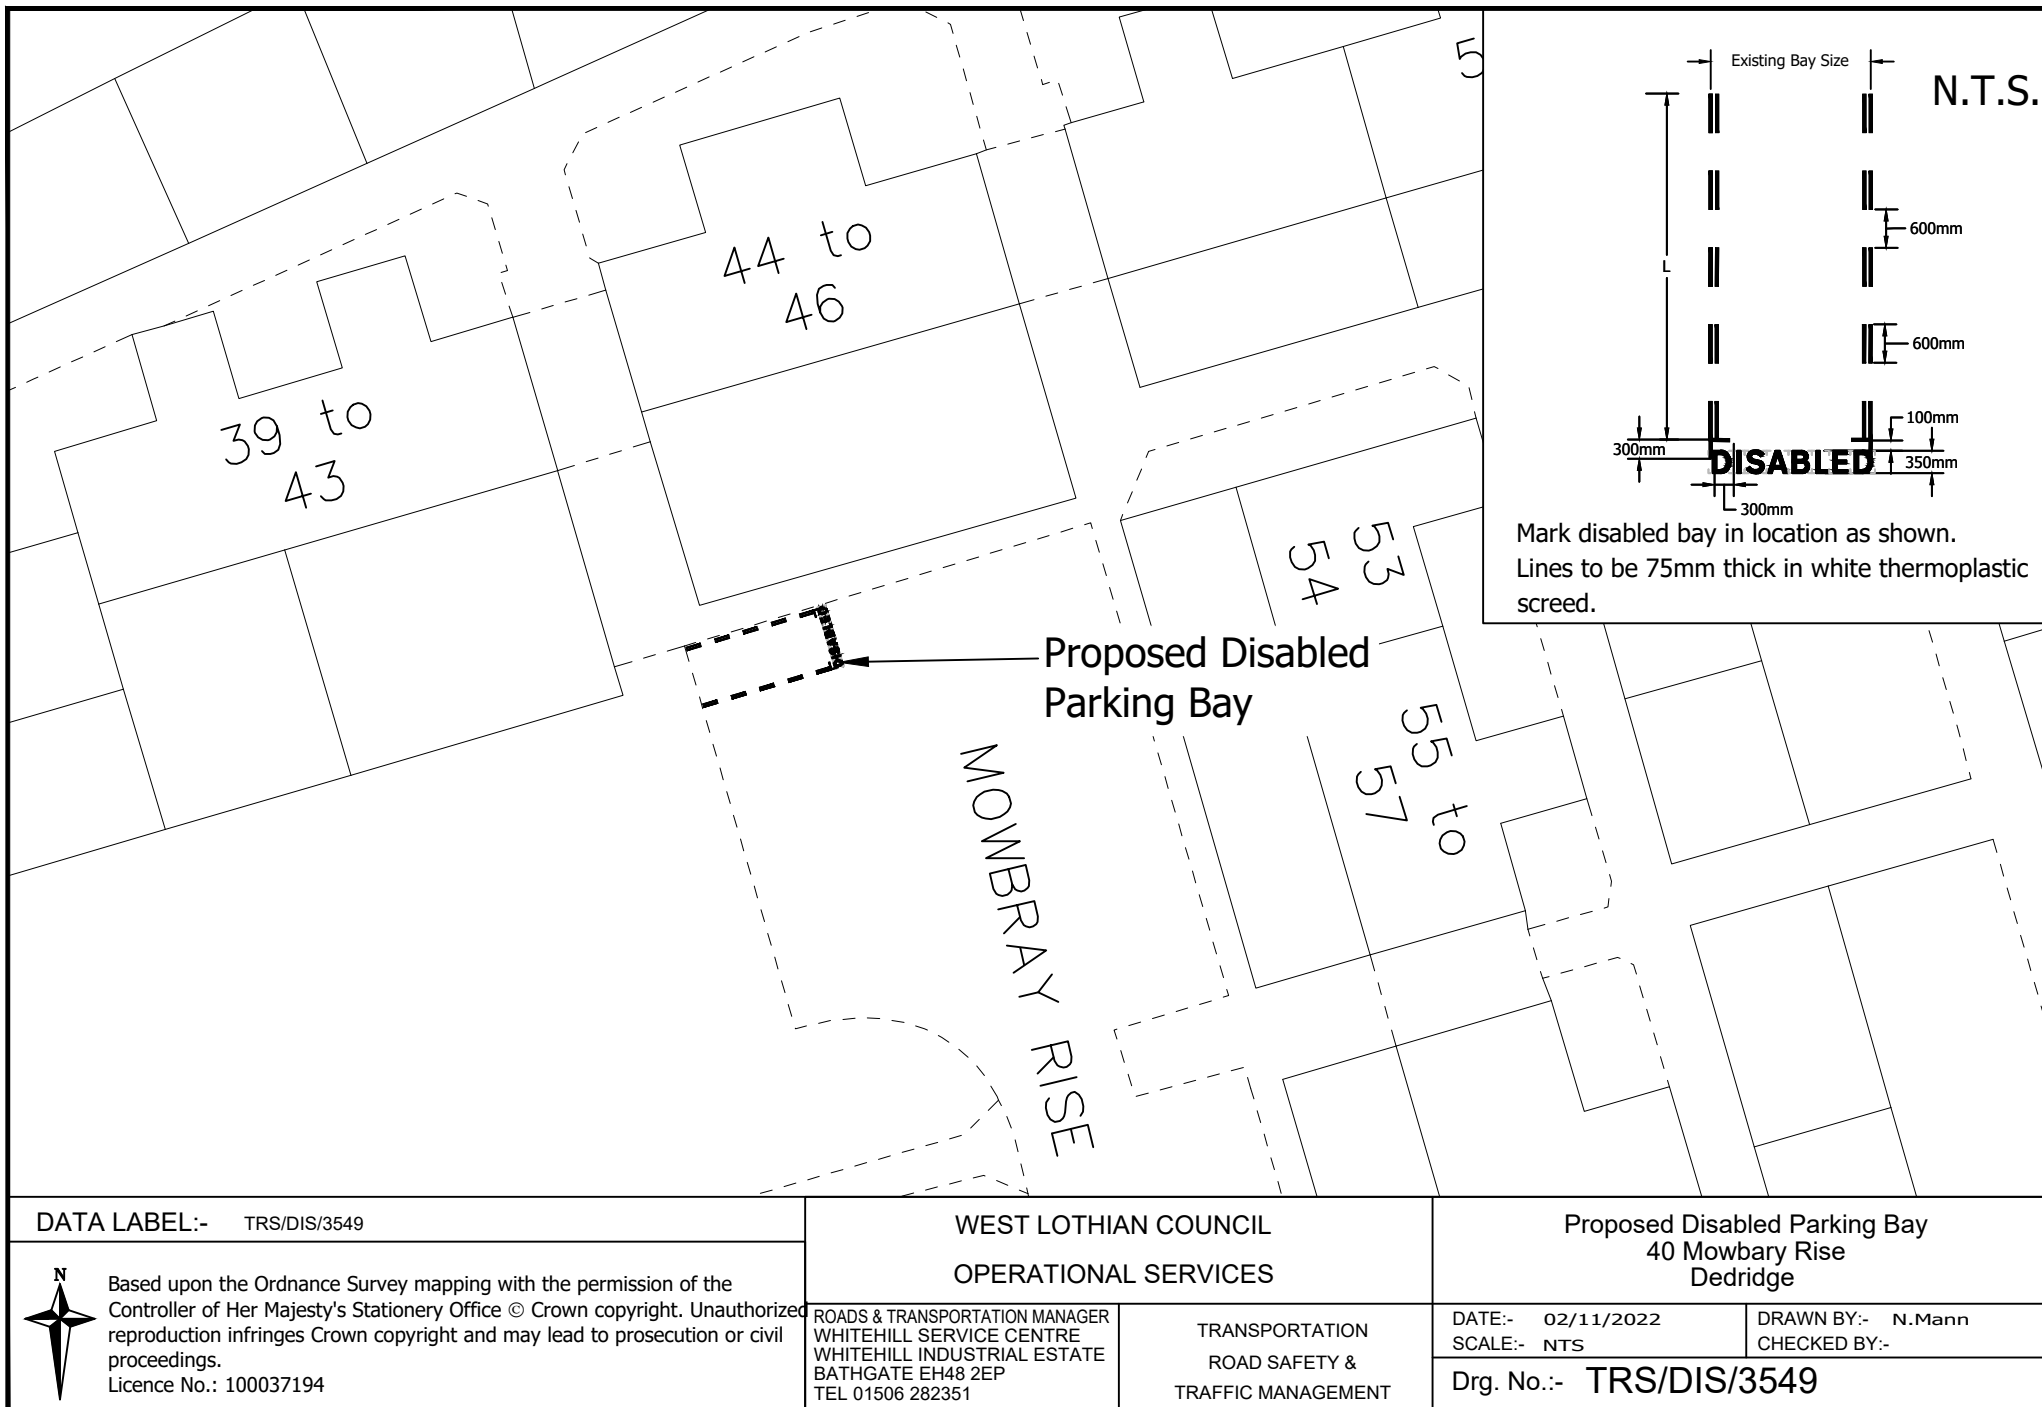 44 to
46
39 to
43
5
53
54
55 to
57
MOWBRAY RISE
Proposed Disabled
Parking Bay
DISABLED
Existing Bay Size
N.T.S.
L
600mm
600mm
100mm
300mm
DISABLED
350mm
300mm
Mark disabled bay in location as shown.
Lines to be 75mm thick in white thermoplastic
screed.
DATA LABEL:- TRS/DIS/3549
N
Based upon the Ordnance Survey mapping with the permission of the
Controller of Her Majesty's Stationery Office © Crown copyright. Unauthorized
reproduction infringes Crown copyright and may lead to prosecution or civil
proceedings.
Licence No.: 100037194
WEST LOTHIAN COUNCIL
OPERATIONAL SERVICES
ROADS & TRANSPORTATION MANAGER
WHITEHILL SERVICE CENTRE
WHITEHILL INDUSTRIAL ESTATE
BATHGATE EH48 2EP
TEL 01506 282351
TRANSPORTATION
ROAD SAFETY &
TRAFFIC MANAGEMENT
Proposed Disabled Parking Bay
40 Mowbary Rise
Dedridge
DATE:- 02/11/2022
SCALE:- NTS
DRAWN BY:- N.Mann
CHECKED BY:-
Drg. No.:- TRS/DIS/3549